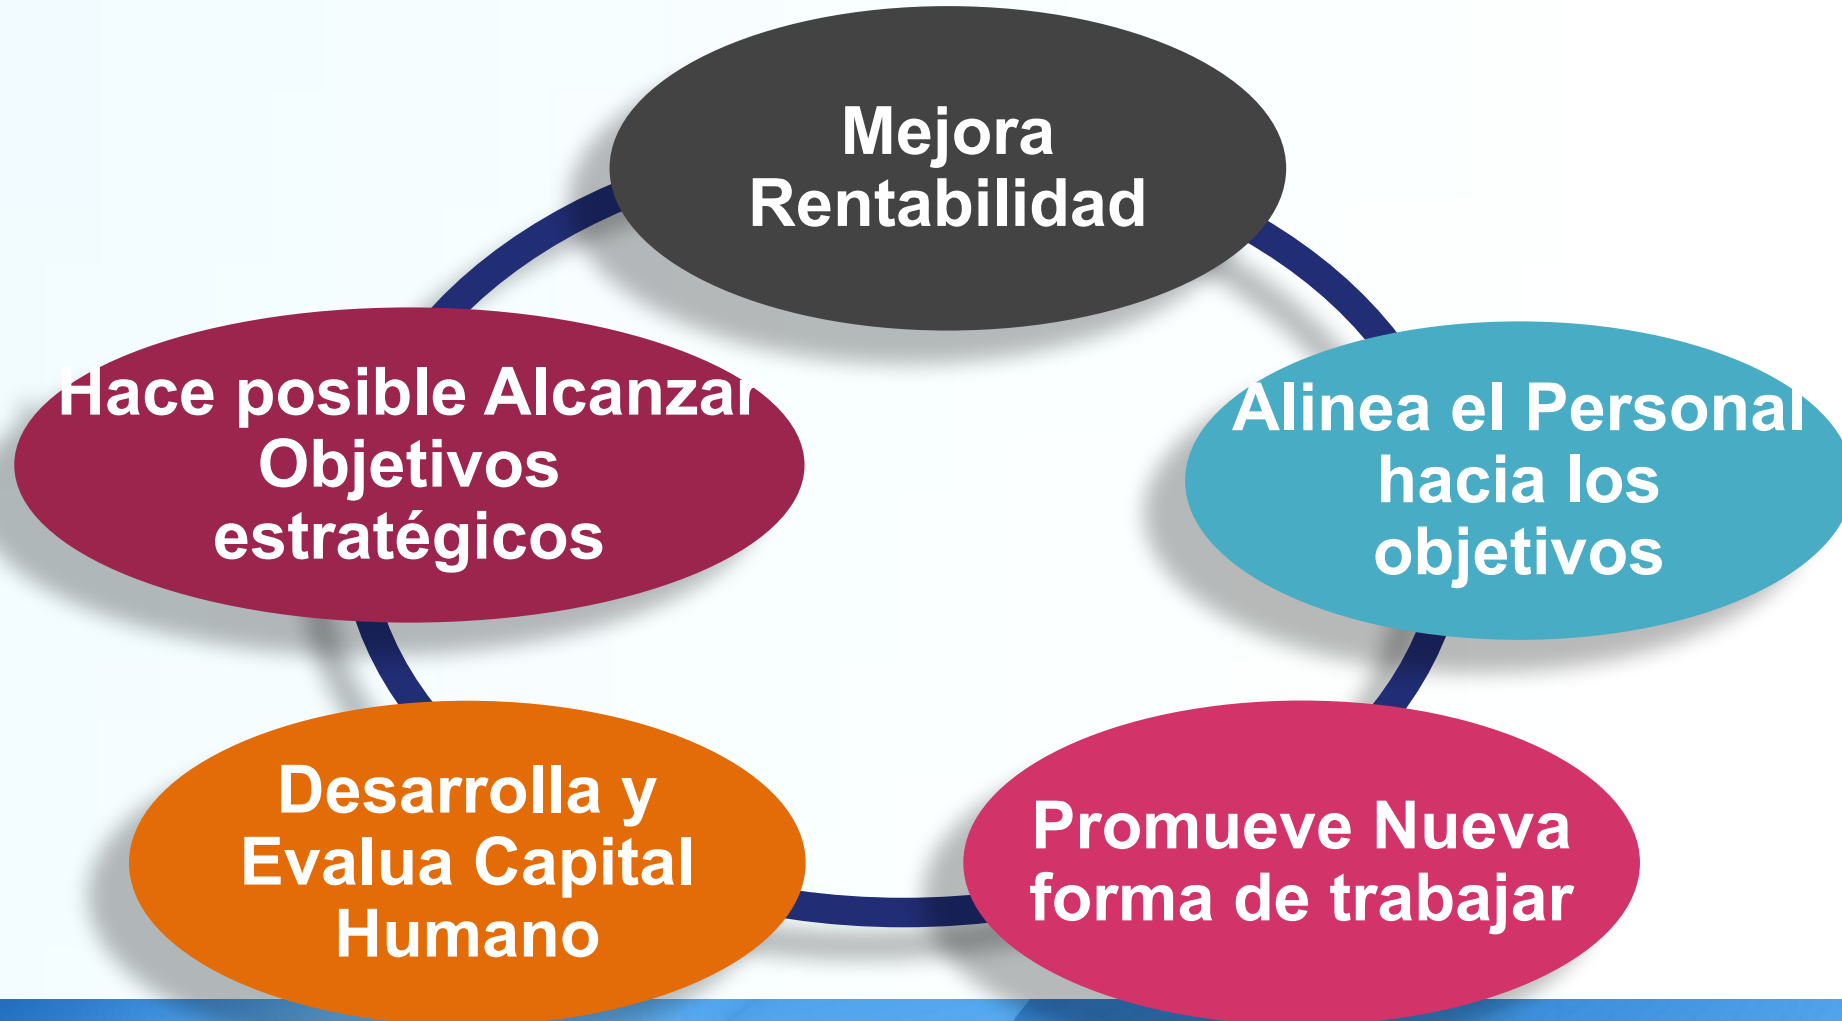 Mejora
Rentabilidad
Alinea el Personal
hacia los
objetivos
Promueve Nueva
forma de trabajar
Desarrolla y
Evalua Capital
Humano
Hace posible Alcanzar
Objetivos
estratégicos